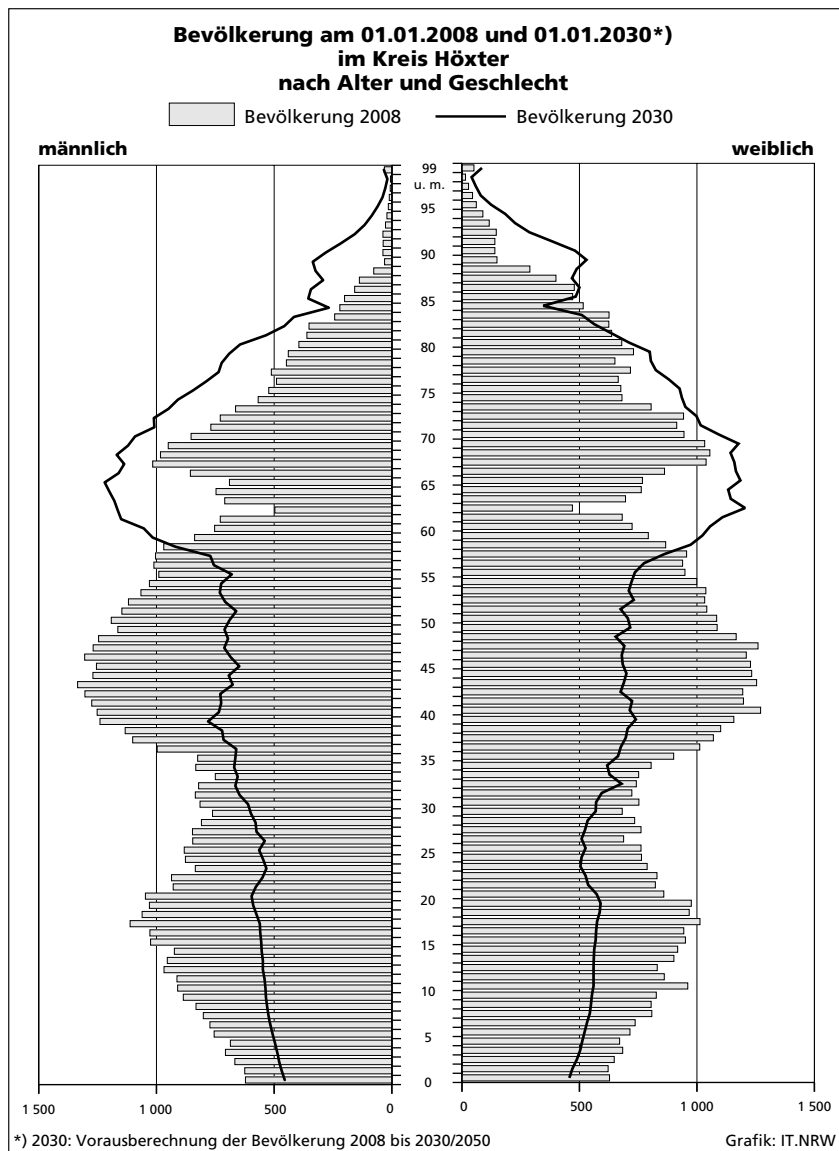 Bevölkerung am 01.01.2008 und 01.01.2030*)
im Kreis Höxter
nach Alter und Geschlecht
Bevölkerung 2008
Bevölkerung 2030
männlich
weiblich
99
u. m.
95
90
85
80
75
70
65
60
55
50
45
40
35
30
25
20
15
10
5
0
1 500 1 000 500 0 0 500 1 000 1 500
*) 2030: Vorausberechnung der Bevölkerung 2008 bis 2030/2050
Grafik: IT.NRW